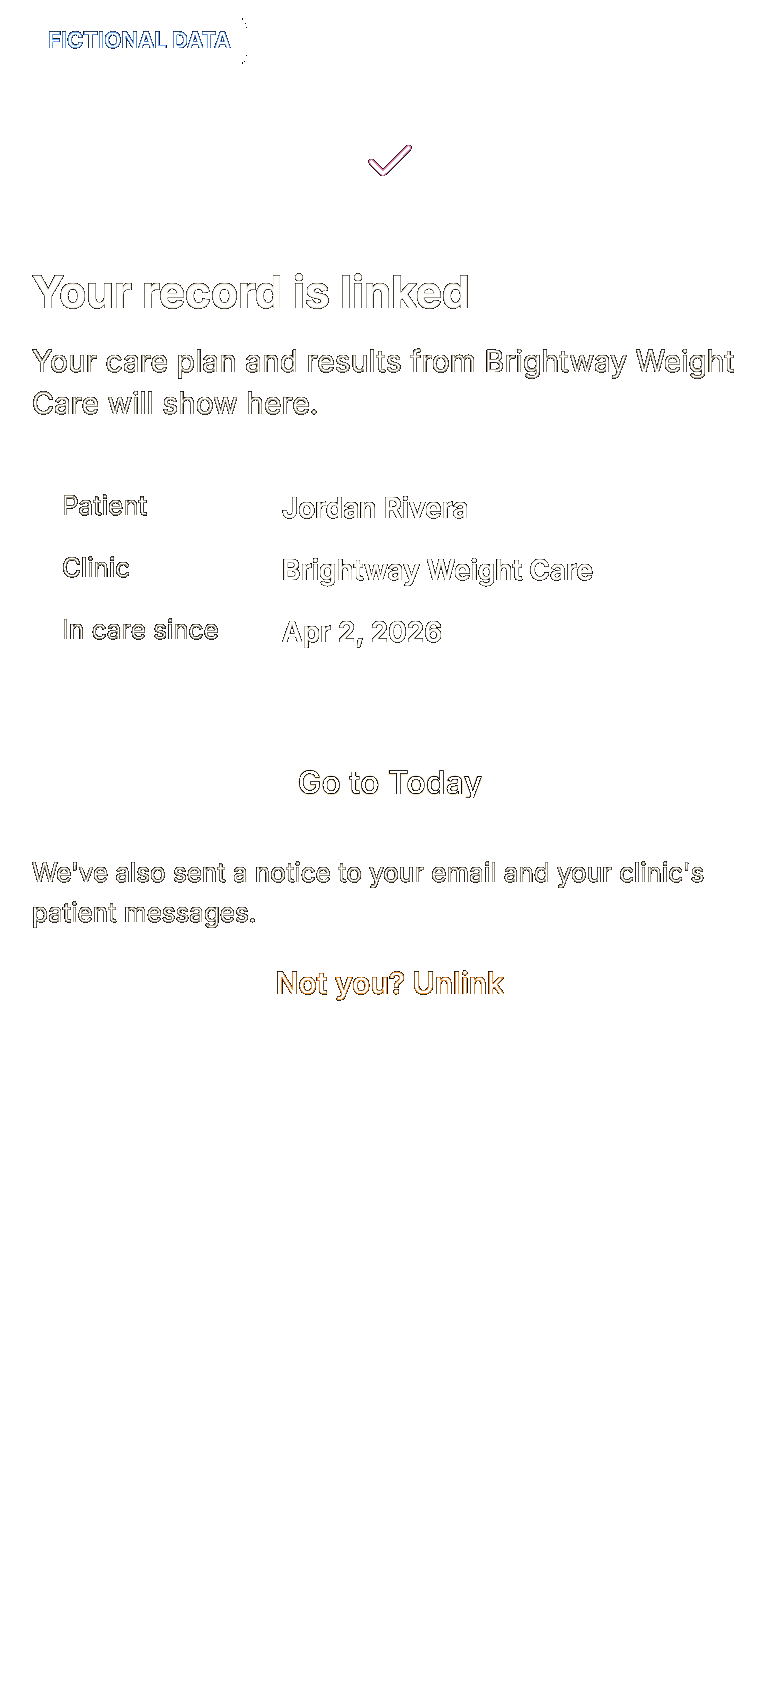 FICTIONAL DATA
Your record is linked
Your care plan and results from Brightway Weight
Care will show here.
Patient Jordan Rivera
Clinic Brightway Weight Care
In care since Apr 2, 2026
Go to Today
We've also sent a notice to your email and your clinic's
patient messages.
Not you? Unlink